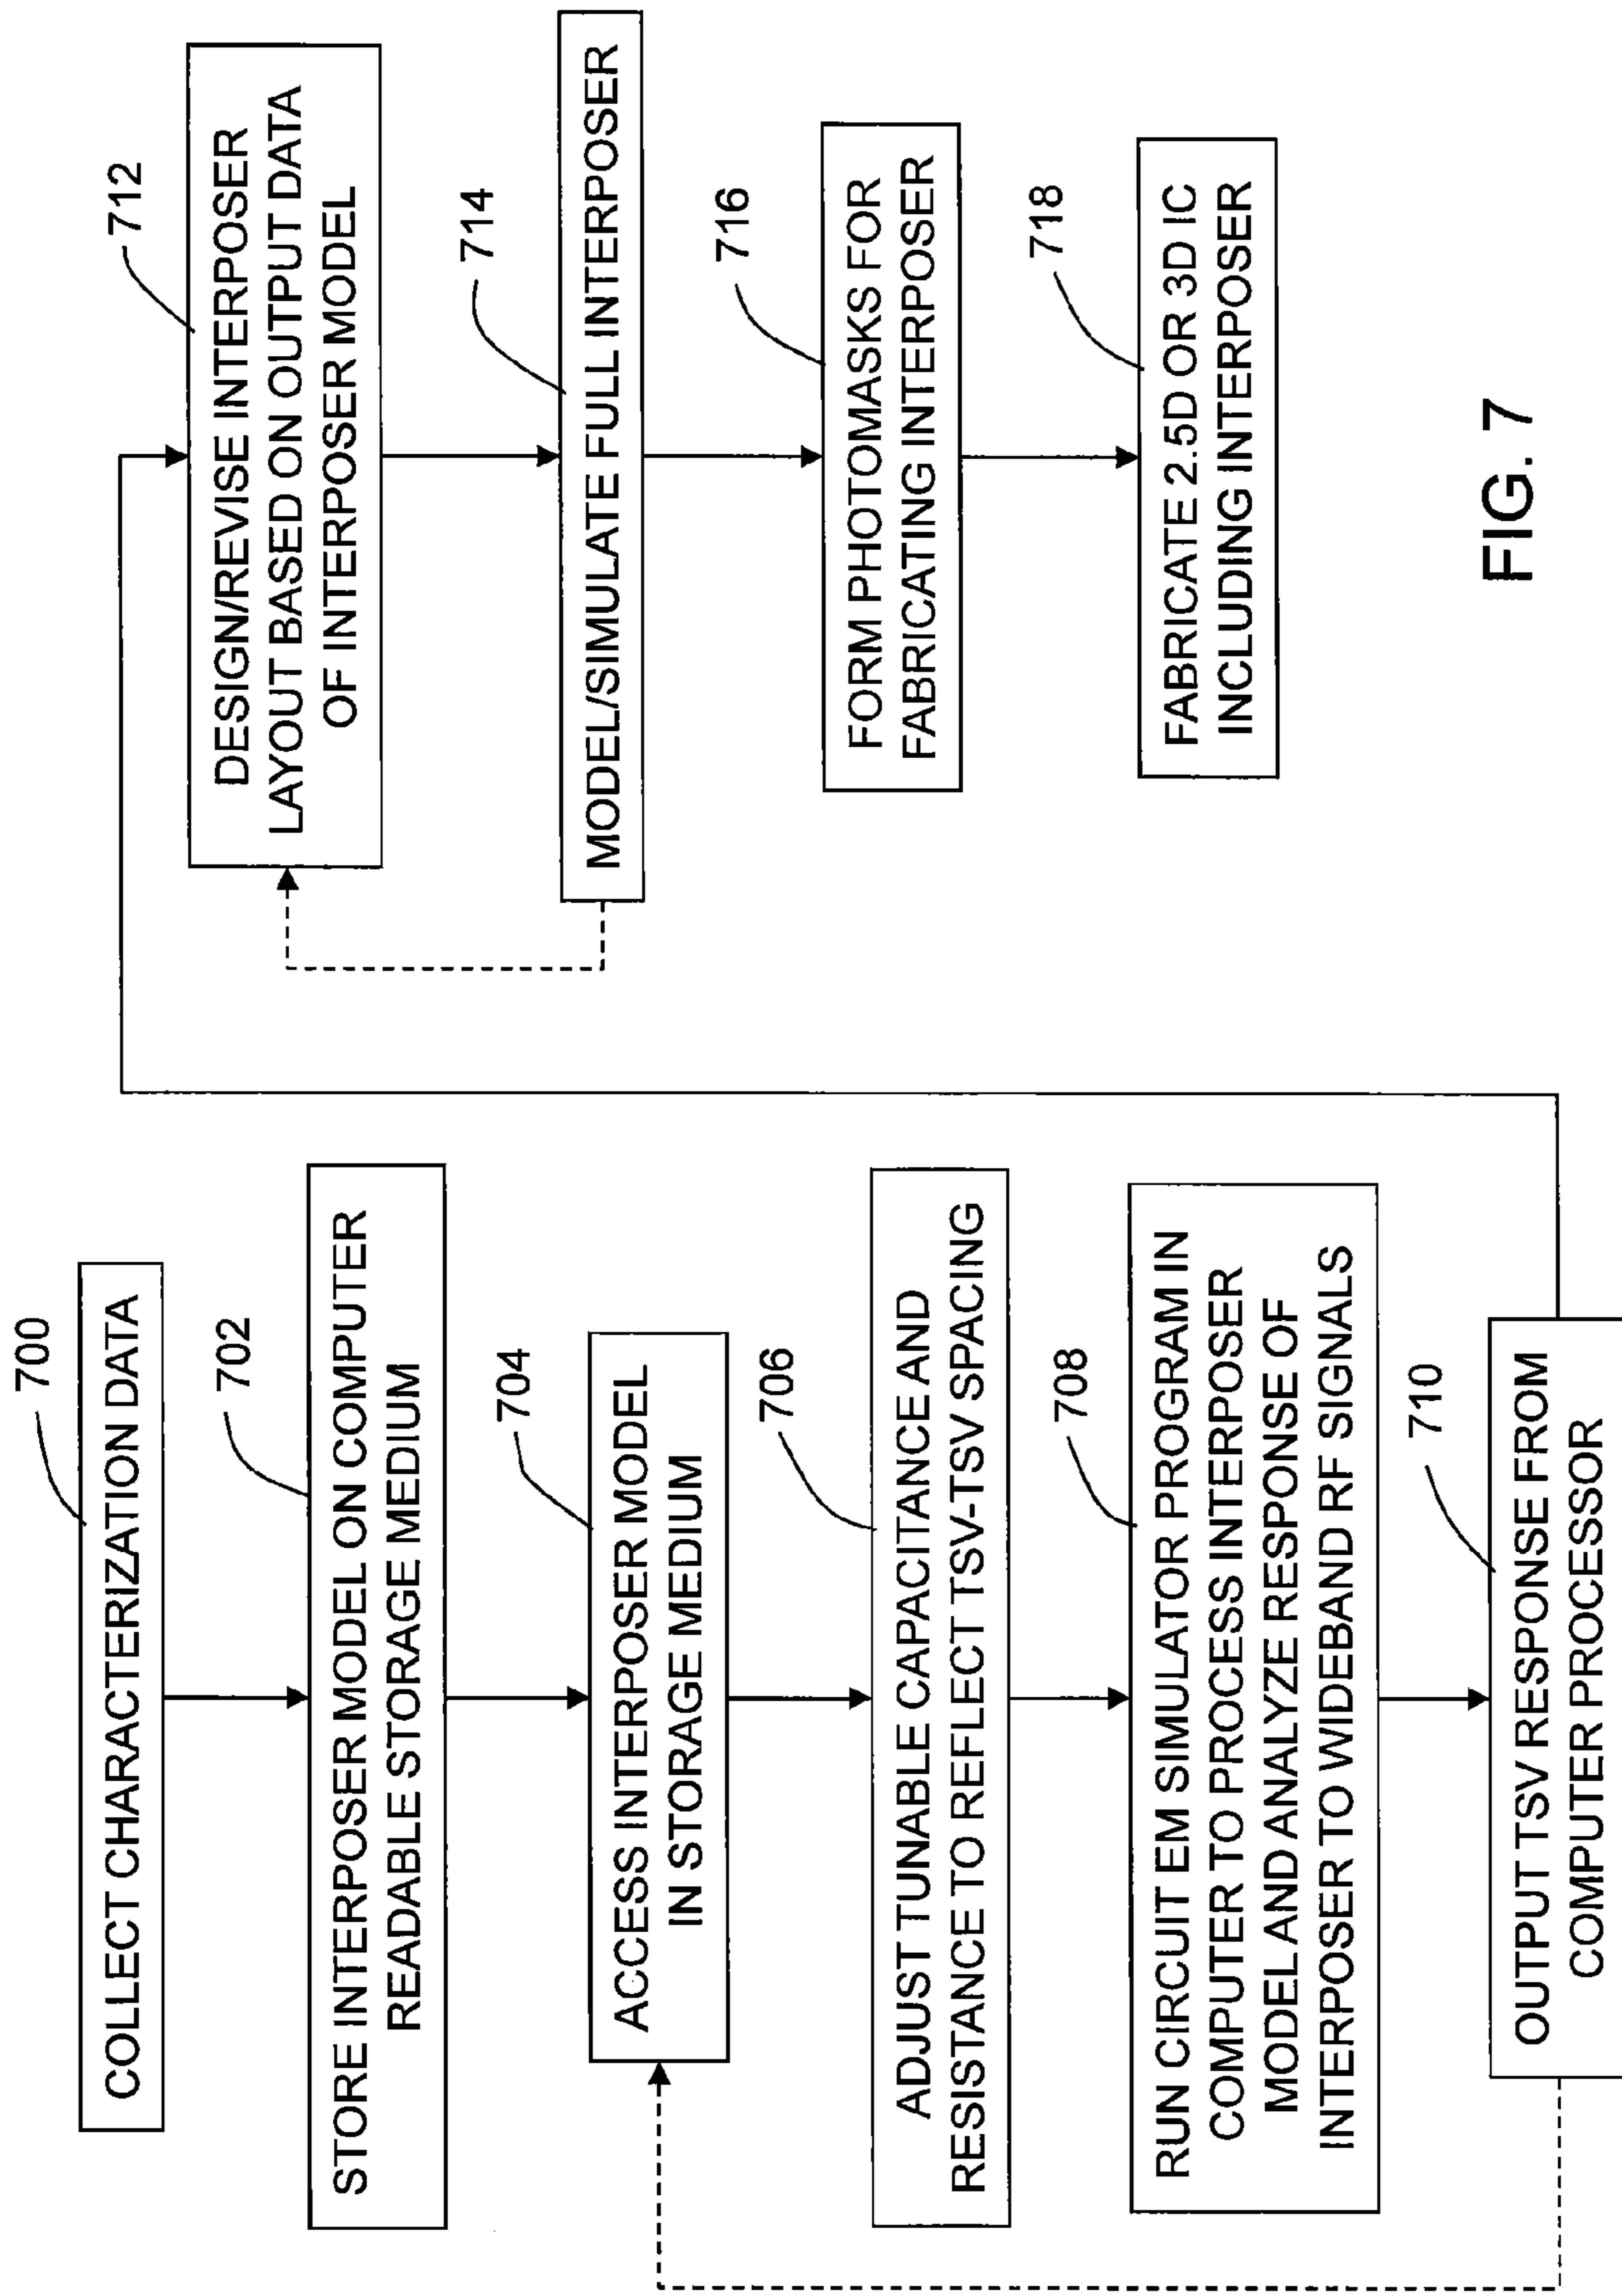 700
COLLECT CHARACTERIZATION DATA
702
STORE INTERPOSER MODEL ON COMPUTER
READABLE STORAGE MEDIUM
704
ACCESS INTERPOSER MODEL
IN STORAGE MEDIUM
706
ADJUST TUNABLE CAPACITANCE AND
RESISTANCE TO REFLECT TSV-TSV SPACING
708
RUN CIRCUIT EM SIMULATOR PROGRAM IN
COMPUTER TO PROCESS INTERPOSER
MODEL AND ANALYZE RESPONSE OF
INTERPOSER TO WIDEBAND RF SIGNALS
710
OUTPUT TSV RESPONSE FROM
COMPUTER PROCESSOR
712
DESIGN/REVISE INTERPOSER
LAYOUT BASED ON OUTPUT DATA
OF INTERPOSER MODEL
714
MODEL/SIMULATE FULL INTERPOSER
716
FORM PHOTOMASKS FOR
FABRICATING INTERPOSER
718
FABRICATE 2.5D OR 3D IC
INCLUDING INTERPOSER
FIG. 7